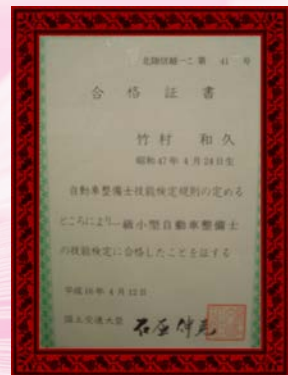 北陸信越一こ第 41 号
合格証書
竹村 和久
昭和47年4月24日生
自動車整備士技能検定規則の定める
ところにより一級小型自動車整備士
の技能検定に合格したことを証する
平成16年4月12日
国土交通大臣 石原伸晃